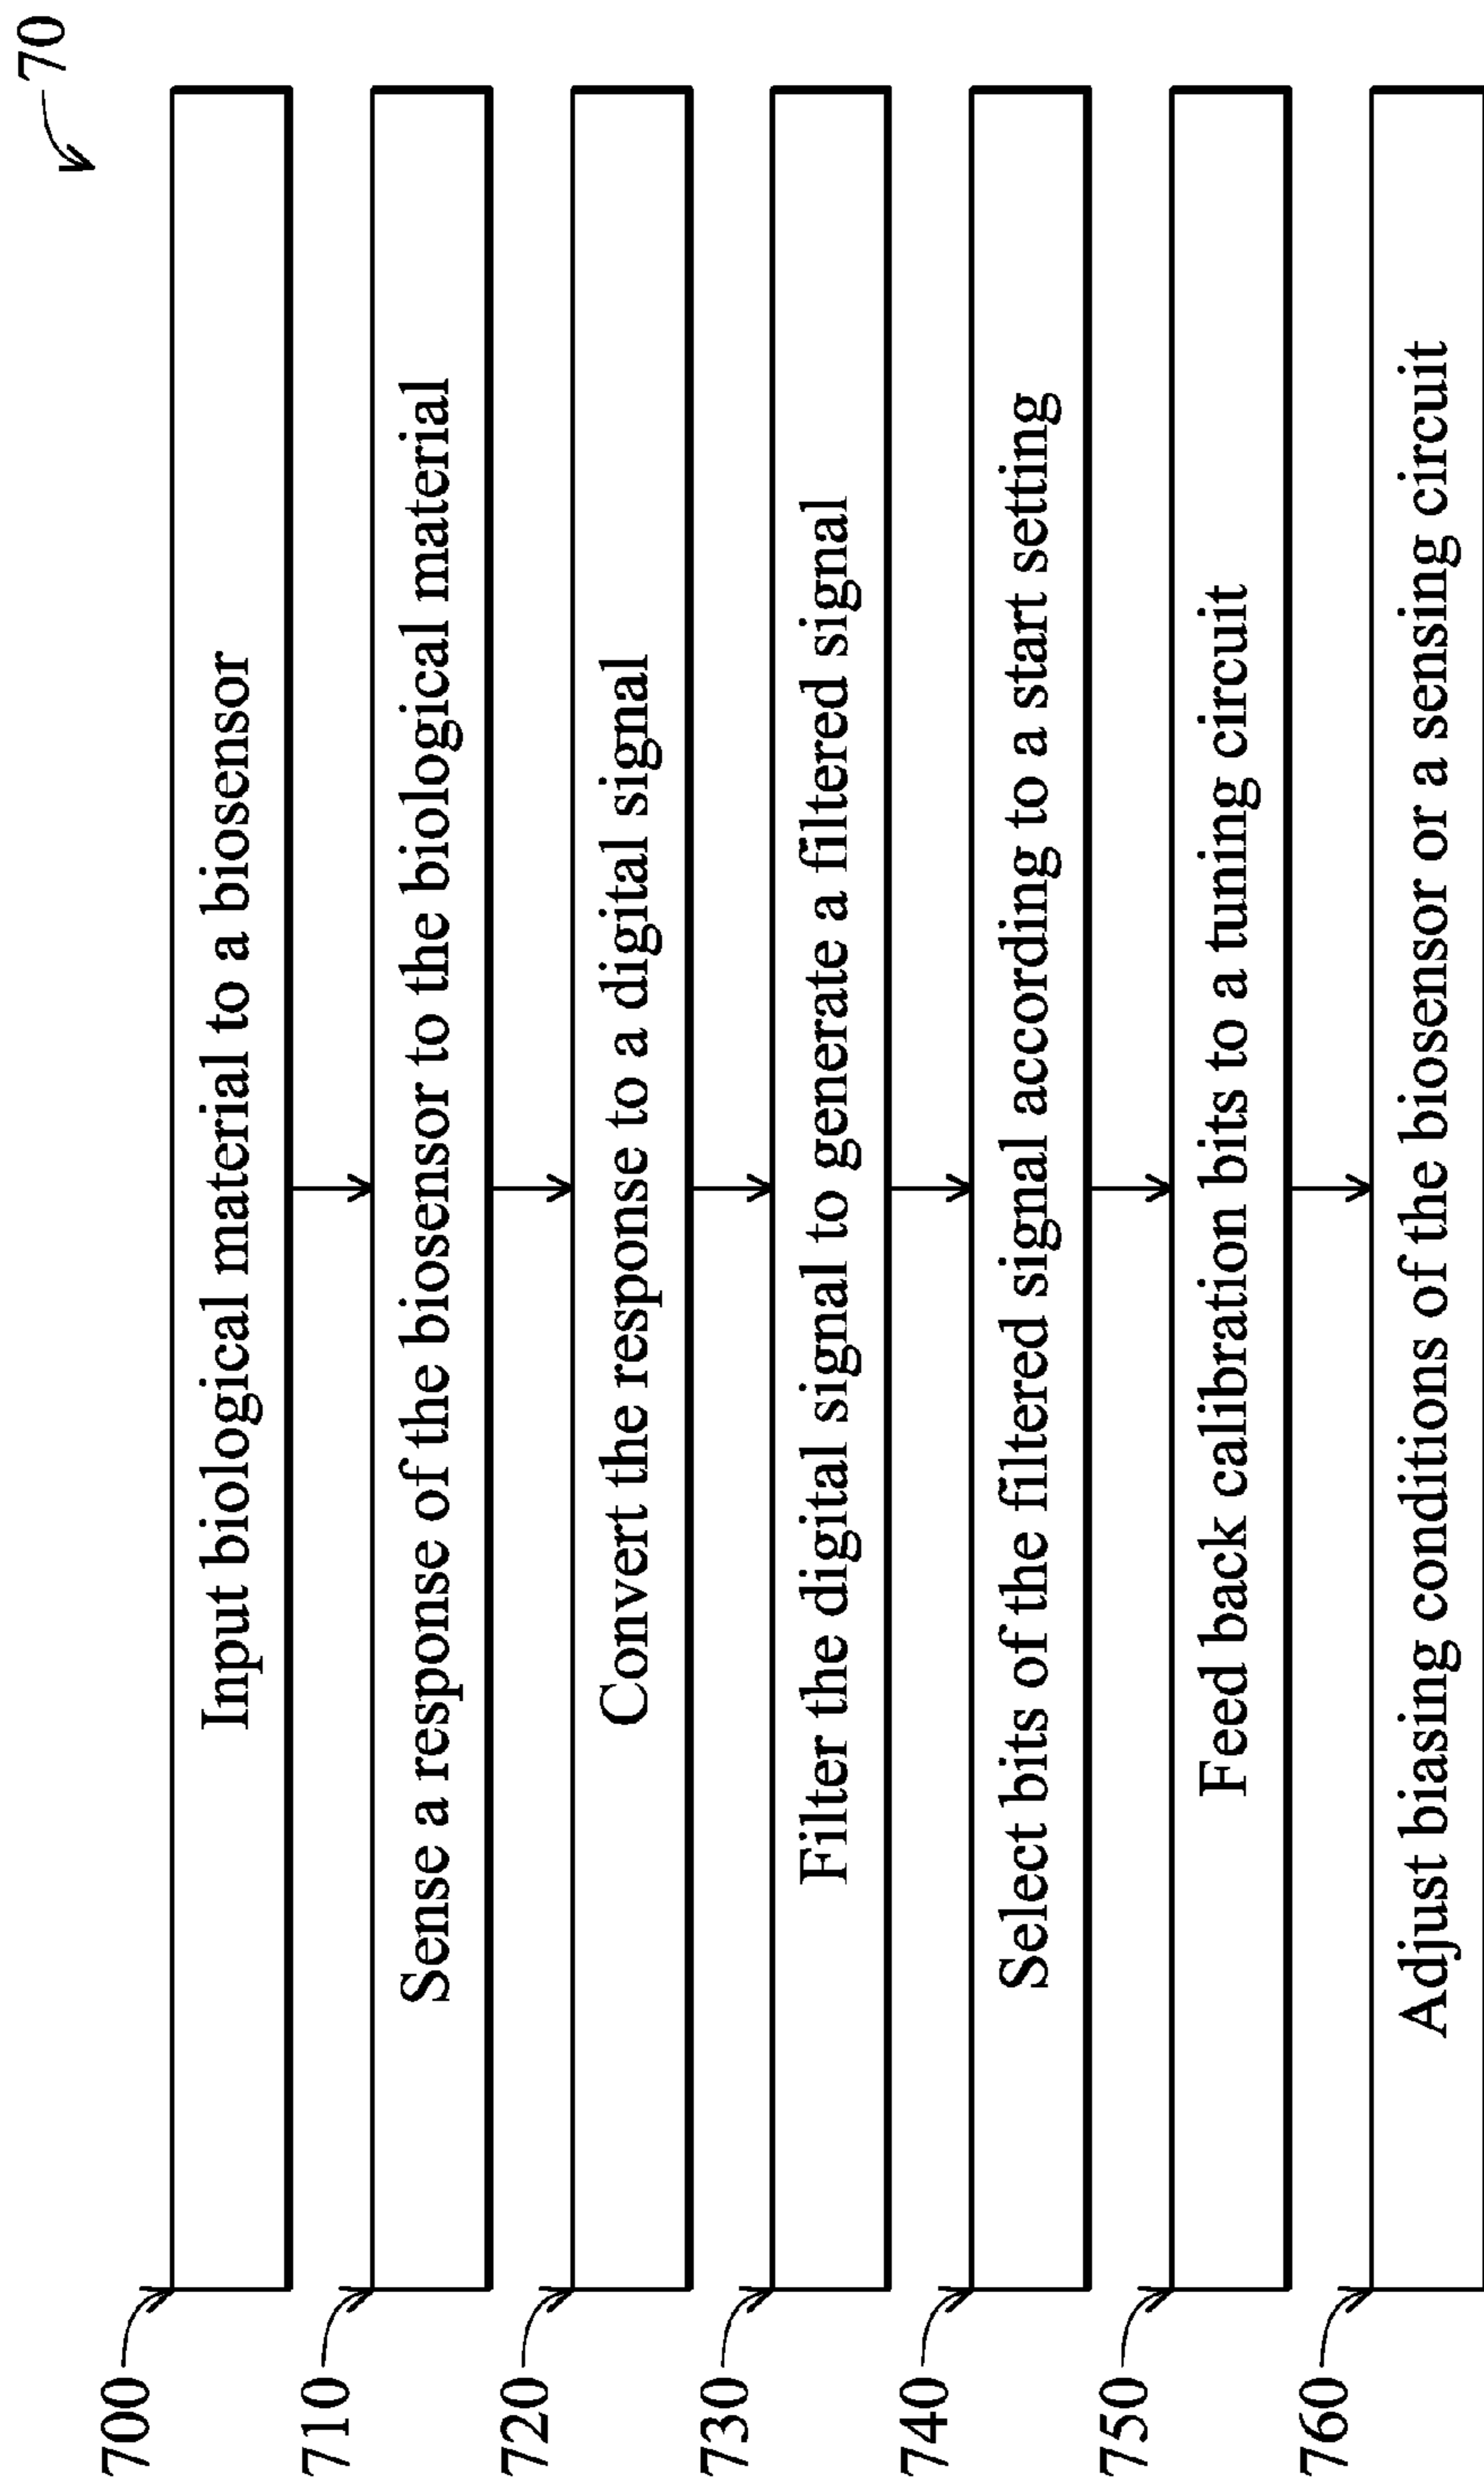 70
700
Input biological material to a biosensor
710
Sense a response of the biosensor to the biological material
720
Convert the response to a digital signal
730
Filter the digital signal to generate a filtered signal
740
Select bits of the filtered signal according to a start setting
750
Feed back calibration bits to a tuning circuit
760
Adjust biasing conditions of the biosensor or a sensing circuit